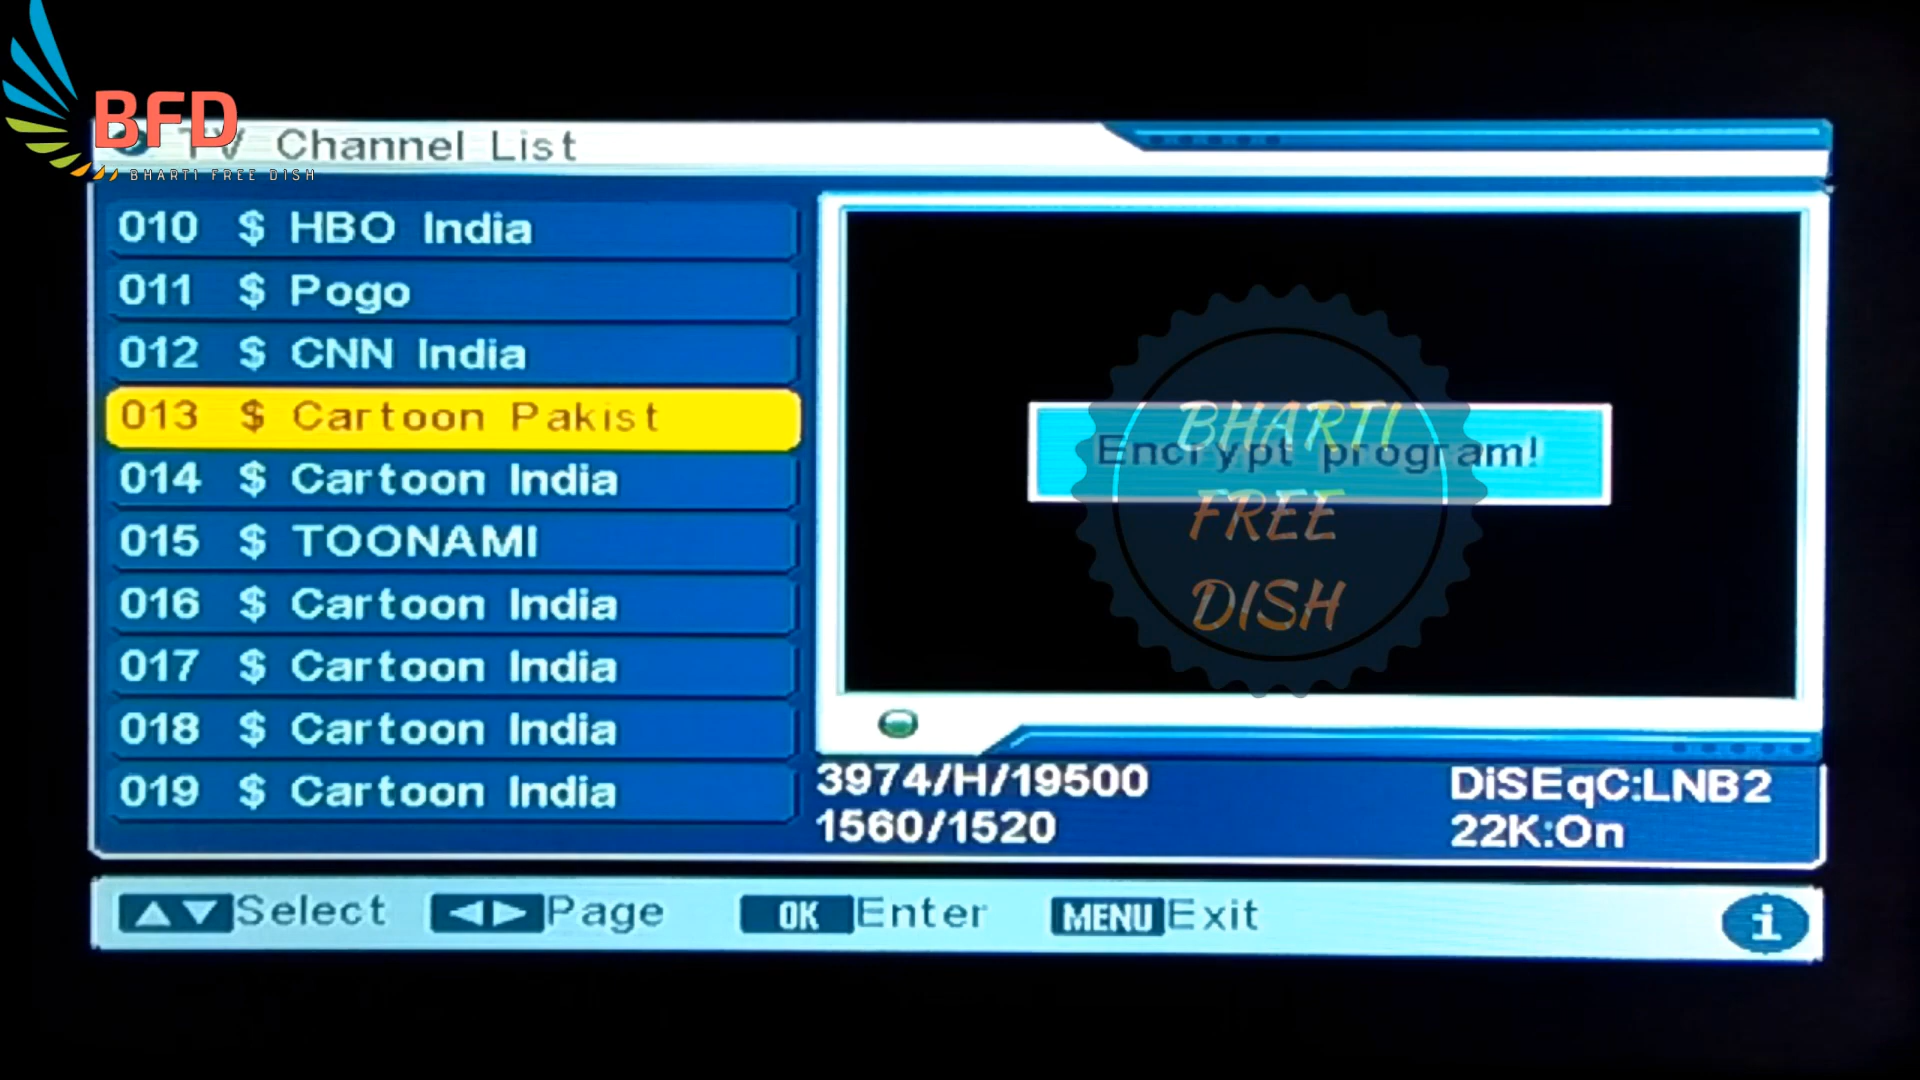 BFD
BHARTI FREE DISH
TV Channel List
010 $ HBO India
011 $ Pogo
012 $ CNN India
013 $ Cartoon Pakist
014 $ Cartoon India
015 $ TOONAMI
016 $ Cartoon India
017 $ Cartoon India
018 $ Cartoon India
019 $ Cartoon India
Encrypt program!
BHARTI
FREE
DISH
3974/H/19500
1560/1520
DiSEqC:LNB2
22K:On
Select Page OK Enter MENU Exit i